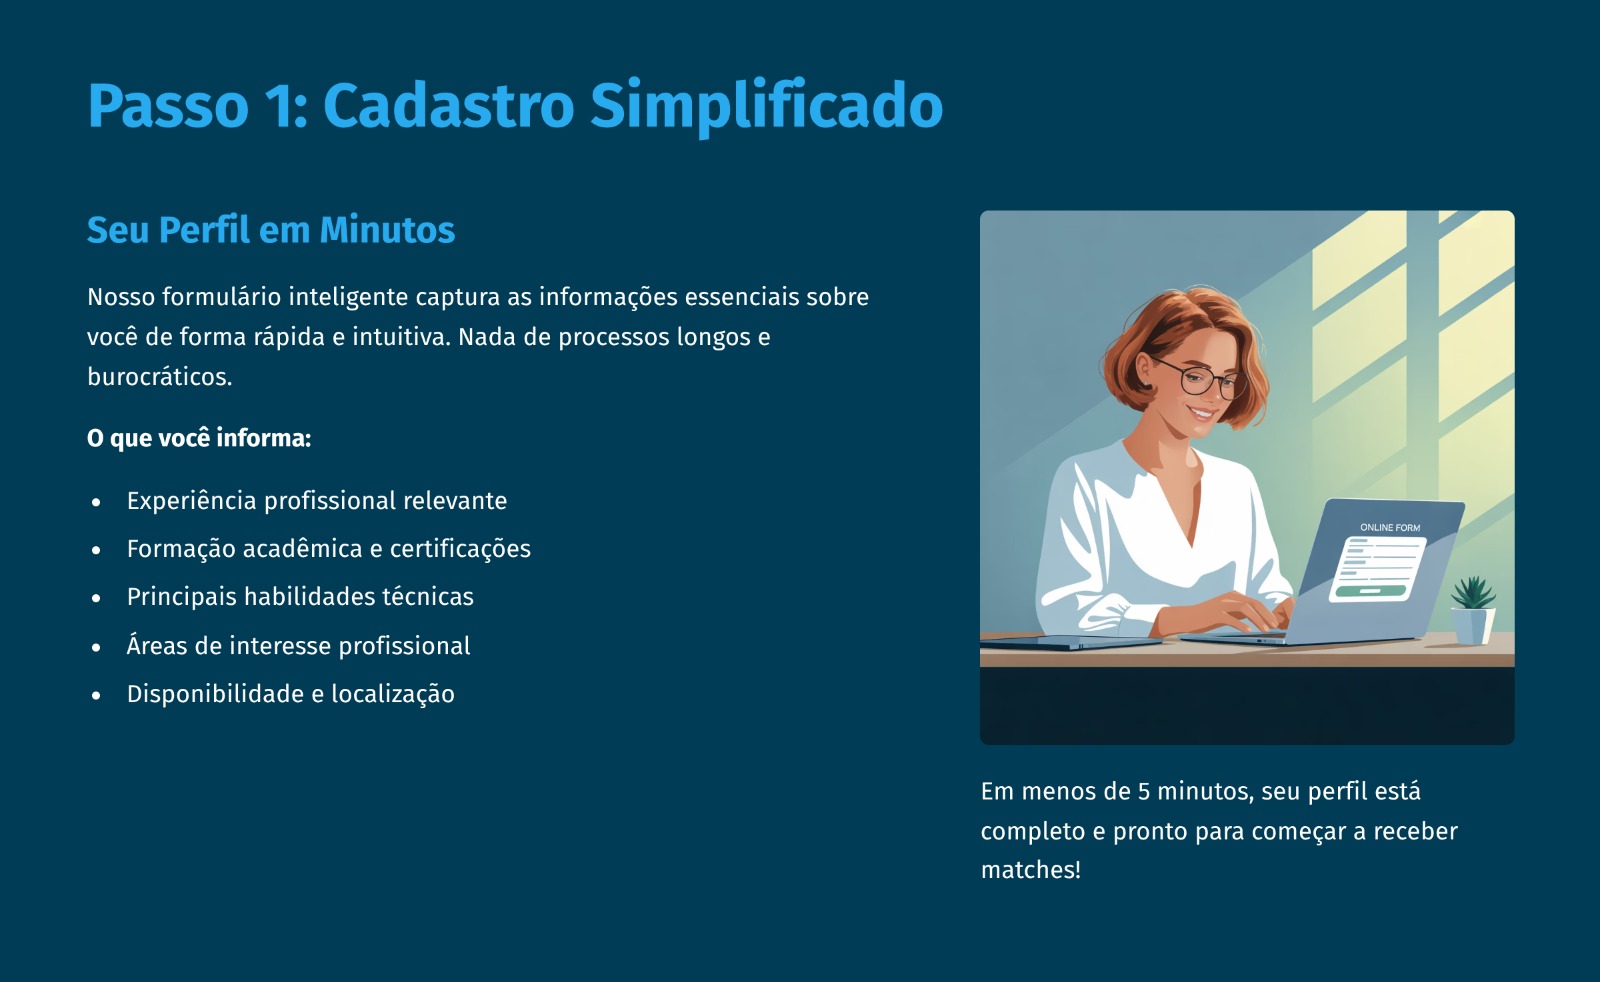 Passo 1: Cadastro Simplificado
Seu Perfil em Minutos
Nosso formulário inteligente captura as informações essenciais sobre
você de forma rápida e intuitiva. Nada de processos longos e
burocráticos.
O que você informa:
• Experiência profissional relevante
• Formação acadêmica e certificações
• Principais habilidades técnicas
• Áreas de interesse profissional
• Disponibilidade e localização
ONLINE FORM
Em menos de 5 minutos, seu perfil está
completo e pronto para começar a receber
matches!